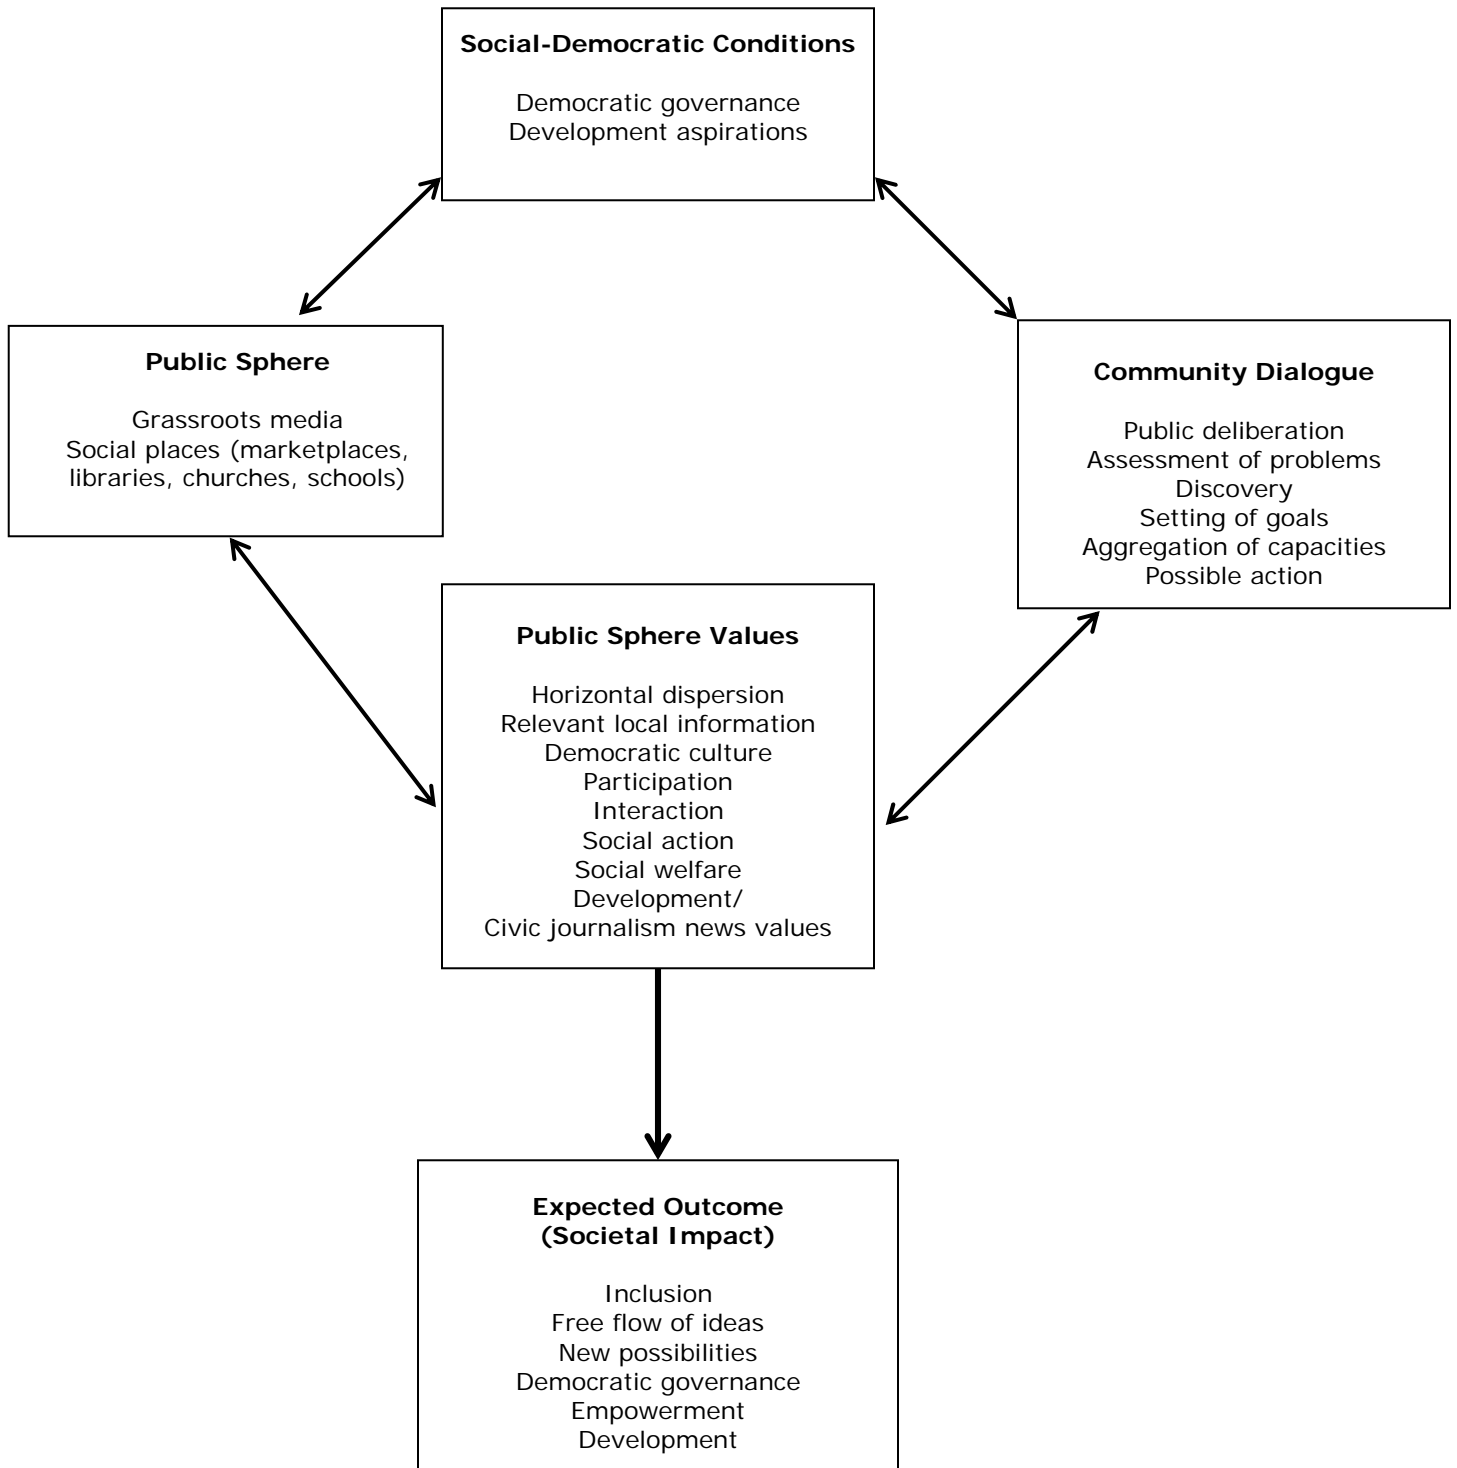 Social-Democratic Conditions
Democratic governance
Development aspirations
Public Sphere
Grassroots media
Social places (marketplaces,
libraries, churches, schools)
Community Dialogue
Public deliberation
Assessment of problems
Discovery
Setting of goals
Aggregation of capacities
Possible action
Public Sphere Values
Horizontal dispersion
Relevant local information
Democratic culture
Participation
Interaction
Social action
Social welfare
Development/
Civic journalism news values
Expected Outcome
(Societal Impact)
Inclusion
Free flow of ideas
New possibilities
Democratic governance
Empowerment
Development